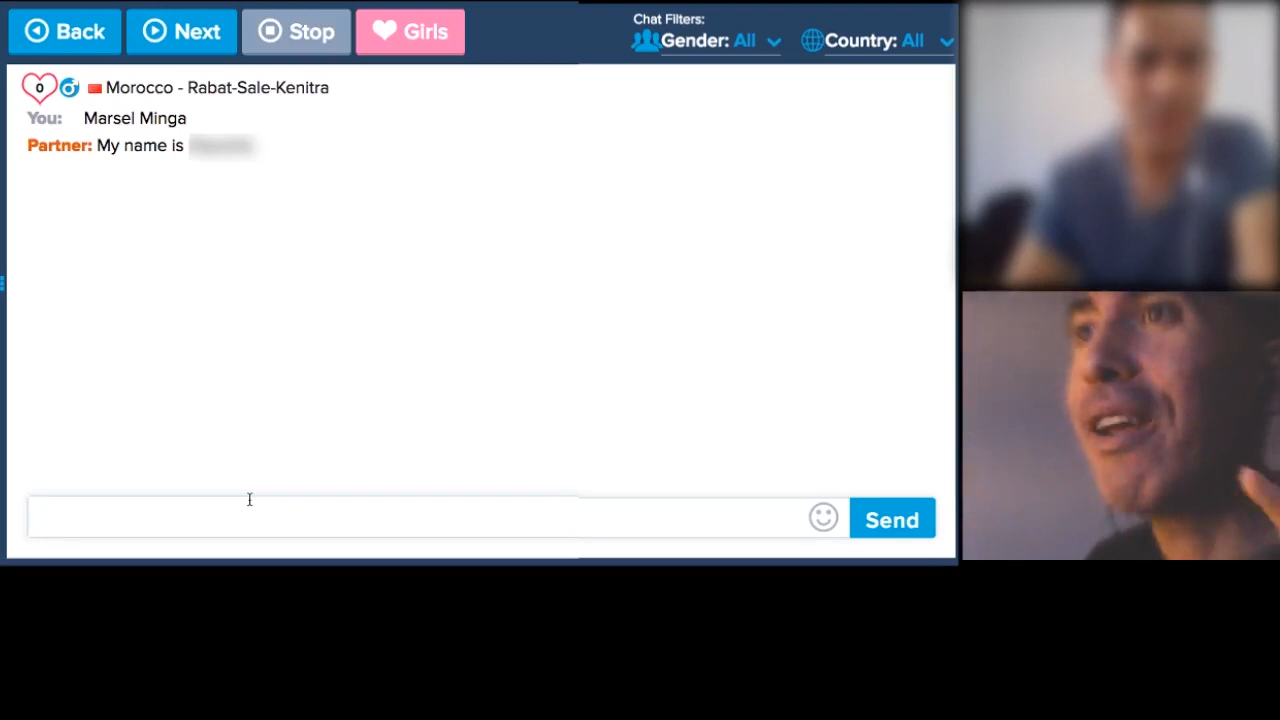 Back Next Stop Girls
Chat Filters:
Gender: All Country: All
0 Morocco - Rabat-Sale-Kenitra
You: Marsel Minga
Partner: My name is
Send